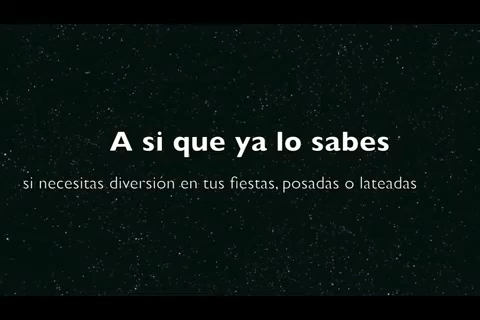 A si que ya lo sabes
si necesitas diversión en tus fiestas, posadas o lateadas